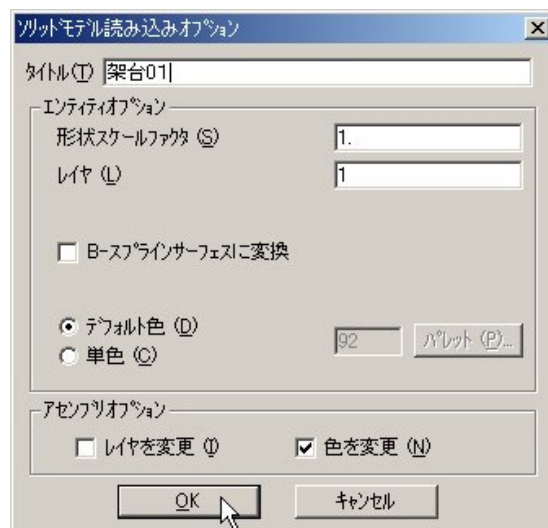 ソリッドモデル読み込みオプション
タイトル(T) 架台01
エンティティオプション
形状スケールファクタ (S) 1.
レイヤ (L) 1
B-スプラインサーフェスに変換
デフォルト色 (D) 92 パレット (P)...
単色 (C)
アセンブリオプション
レイヤを変更 (I) 色を変更 (N)
OK キャンセル